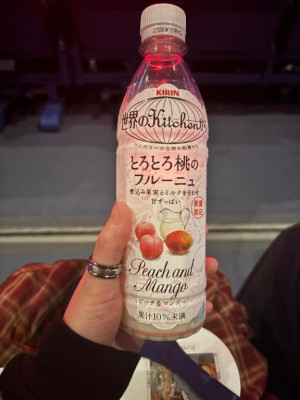 KIRIN
世界のKitchenから
とろとろ桃の
フルーニュ
煮込み果実とミルクを合わせ
甘ずっぱい
数量
限定
Peach and
Mango
ピーチ&マンゴー
果汁10%未満